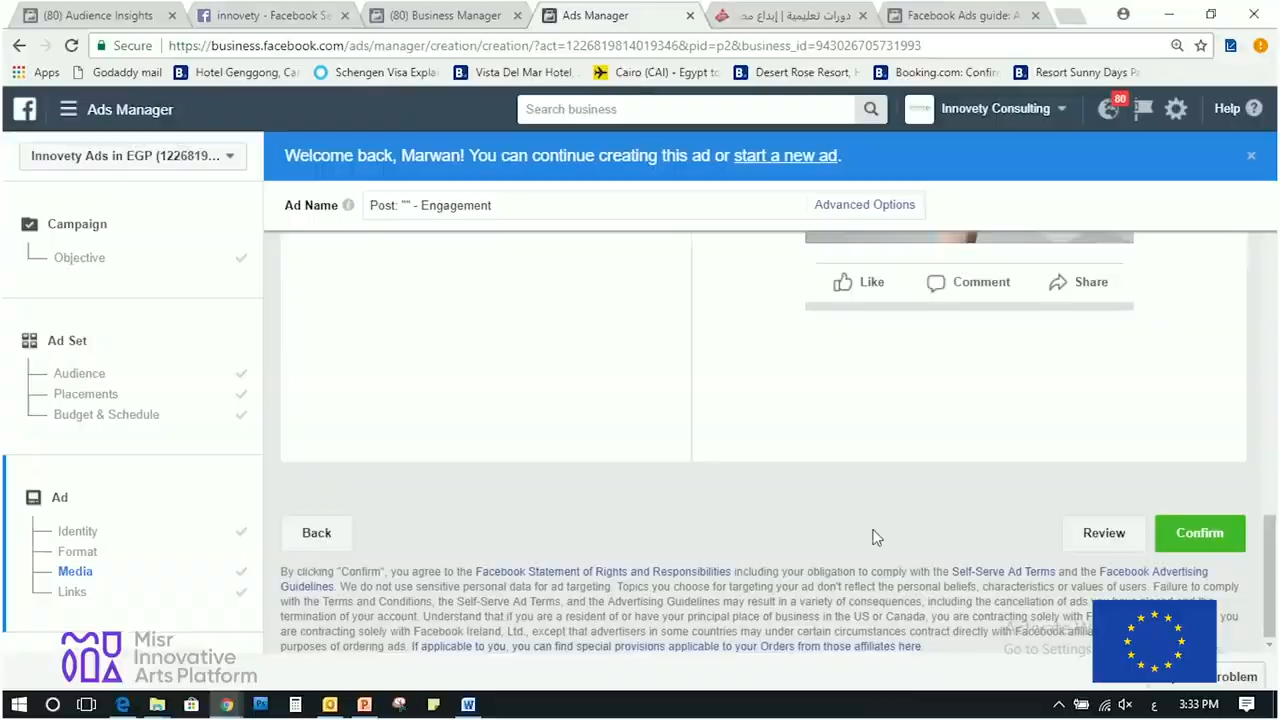 (80) Audience Insights
innovety - Facebook Se
(80) Business Manager
Ads Manager
دورات تعليمية | إبداع مص
Facebook Ads guide: A
Secure
https://business.facebook.com/ads/manager/creation/creation/?act=1226819814019346&pid=p2&business_id=943026705731993
Apps
Godaddy mail
Hotel Genggong, Ca
Schengen Visa Expla
Vista Del Mar Hotel,
Cairo (CAI) - Egypt to
Desert Rose Resort, H
Booking.com: Confir
Resort Sunny Days Pa
Ads Manager
Search business
Innovety Consulting
80
Help
Innovety Ads in EGP (1226819...
Welcome back, Marwan! You can continue creating this ad or start a new ad.
Ad Name
Post: "" - Engagement
Advanced Options
Campaign
Objective
Ad Set
Audience
Placements
Budget & Schedule
Ad
Identity
Format
Media
Links
Like
Comment
Share
Back
Review
Confirm
By clicking "Confirm", you agree to the Facebook Statement of Rights and Responsibilities including your obligation to comply with the Self-Serve Ad Terms and the Facebook Advertising
Guidelines. We do not use sensitive personal data for ad targeting. Topics you choose for targeting your ad don't reflect the personal beliefs, characteristics or values of users. Failure to comply
with the Terms and Conditions, the Self-Serve Ad Terms, and the Advertising Guidelines may result in a variety of consequences, including the cancellation of ads
termination of your account. Understand that if you are a resident of or have your principal place of business in the US or Canada, you are contracting solely with F
you
are contracting solely with Facebook Ireland, Ltd., except that advertisers in some countries may under certain circumstances contract directly with Facebook
purposes of ordering ads. If applicable to you, you can find special provisions applicable to your Orders from those affiliates here.
Go to Settings
Misr
Innovative
Arts Platform
roblem
ع
3:33 PM